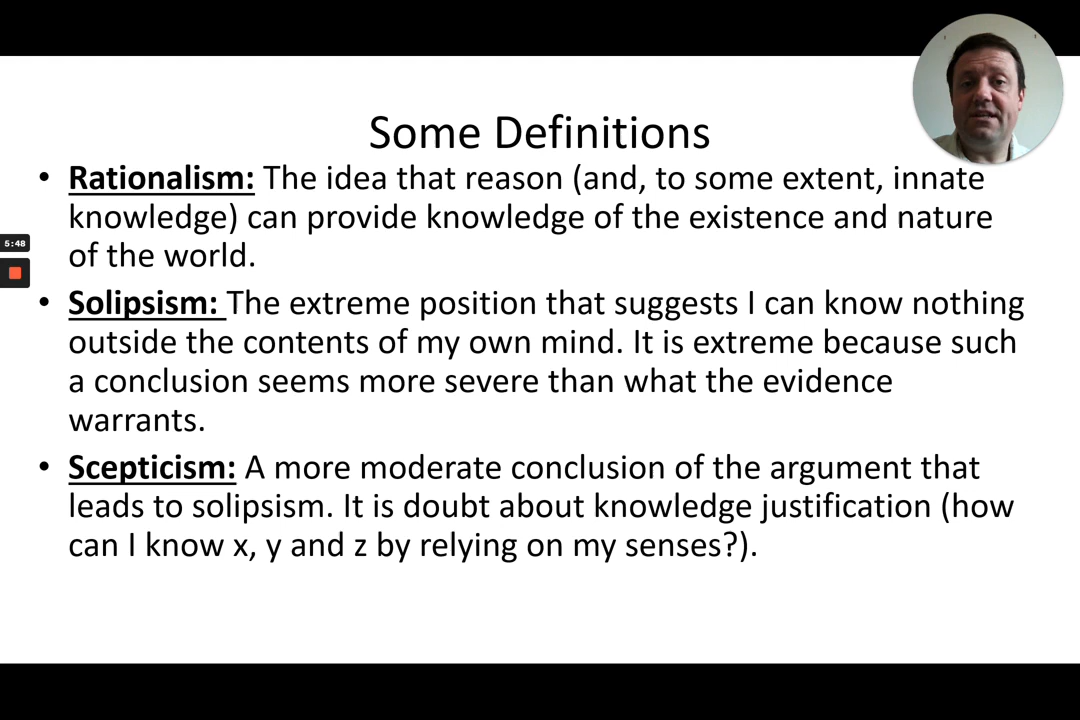 Some Definitions
• Rationalism: The idea that reason (and, to some extent, innate
knowledge) can provide knowledge of the existence and nature
of the world.
5:48
• Solipsism: The extreme position that suggests I can know nothing
outside the contents of my own mind. It is extreme because such
a conclusion seems more severe than what the evidence
warrants.
• Scepticism: A more moderate conclusion of the argument that
leads to solipsism. It is doubt about knowledge justification (how
can I know x, y and z by relying on my senses?).